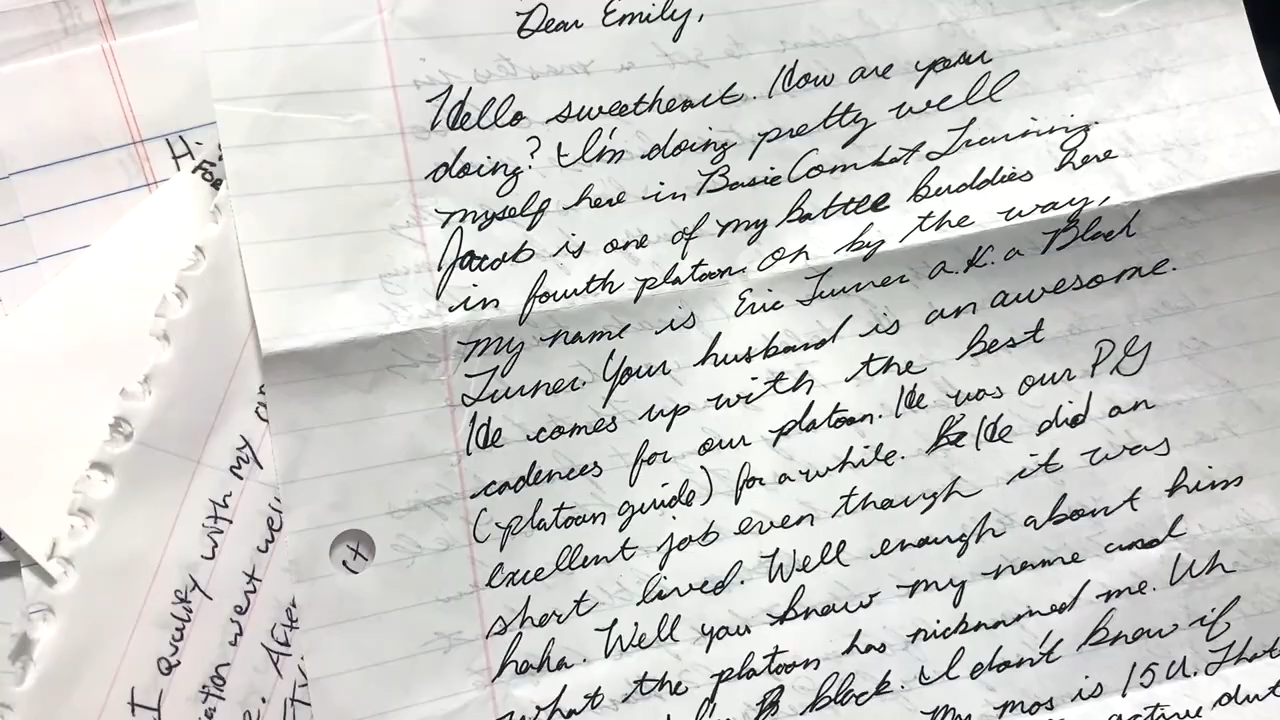 Dear Emily,
Hello sweetheart. How are you
doing? I'm doing pretty well
myself here in Basic Combat Training.
Jacob is one of my battle buddies here
in fourth platoon. Oh by the way,
my name is Eric Turner a.k.a Black
Turner. Your husband is an awesome.
He comes up with the best
cadences for our platoon. He was our PG
(platoon guide) for awhile. He did an
excellent job even though it was
short lived. Well enough about him
haha. Well you know my name and
what the platoon has nicknamed me. Uh
black. I don't know if
My mos is 15U. That
active dut
Hi
For
I qualify with my
went well
. After